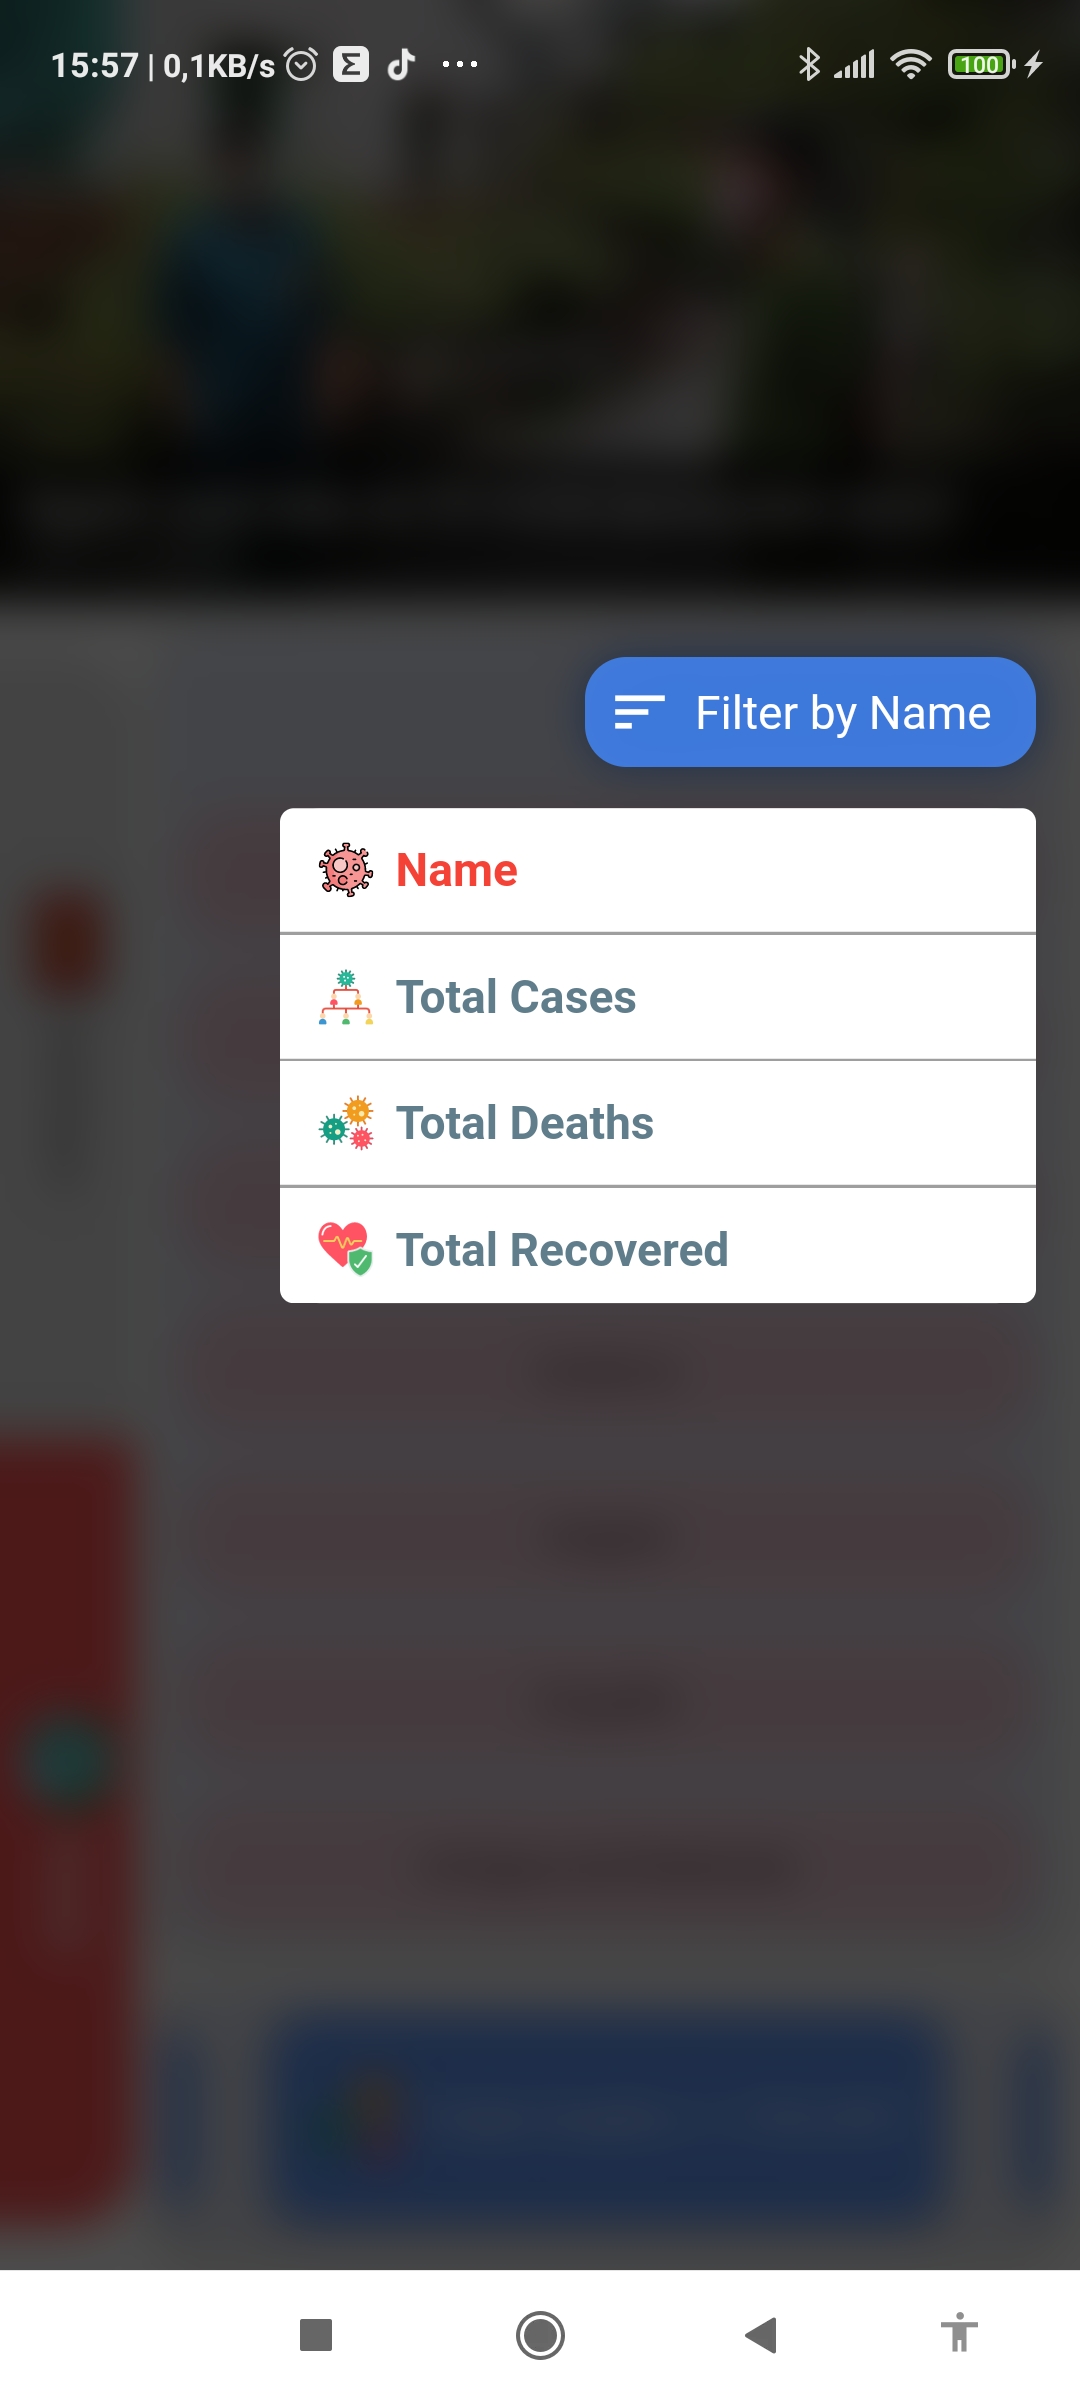 15:57 | 0,1KB/s
100
Filter by Name
Name
Total Cases
Total Deaths
Total Recovered